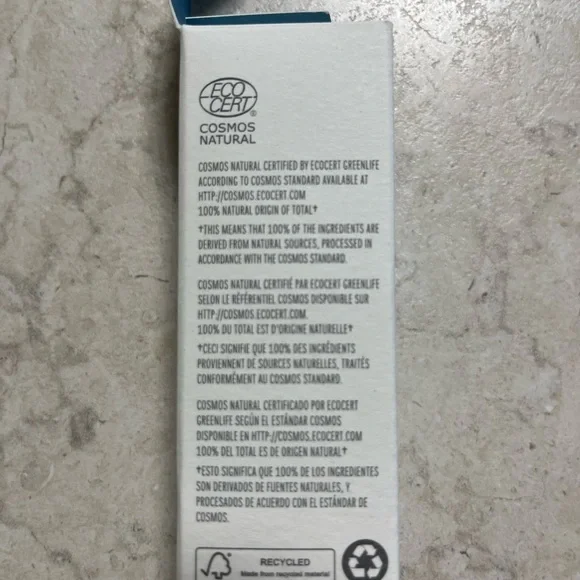 ECO
CERT®
COSMOS
NATURAL
COSMOS NATURAL CERTIFIED BY ECOCERT GREENLIFE
ACCORDING TO COSMOS STANDARD AVAILABLE AT
HTTP://COSMOS.ECOCERT.COM
100% NATURAL ORIGIN OF TOTAL†
†THIS MEANS THAT 100% OF THE INGREDIENTS ARE
DERIVED FROM NATURAL SOURCES, PROCESSED IN
ACCORDANCE WITH THE COSMOS STANDARD.
COSMOS NATURAL CERTIFIÉ PAR ECOCERT GREENLIFE
SELON LE RÉFÉRENTIEL COSMOS DISPONIBLE SUR
HTTP://COSMOS.ECOCERT.COM.
100% DU TOTAL EST D'ORIGINE NATURELLE†
†CECI SIGNIFIE QUE 100% DES INGRÉDIENTS
PROVIENNENT DE SOURCES NATURELLES, TRAITÉS
CONFORMÉMENT AU COSMOS STANDARD.
COSMOS NATURAL CERTIFICADO POR ECOCERT
GREENLIFE SEGÚN EL ESTÁNDAR COSMOS
DISPONIBLE EN HTTP://COSMOS.ECOCERT.COM
100% DEL TOTAL ES DE ORIGEN NATURAL†
†ESTO SIGNIFICA QUE 100% DE LOS INGREDIENTES
SON DERIVADOS DE FUENTES NATURALES, Y
PROCESADOS DE ACUERDO CON EL ESTÁNDAR DE
COSMOS.
RECYCLED
Made from recycled material